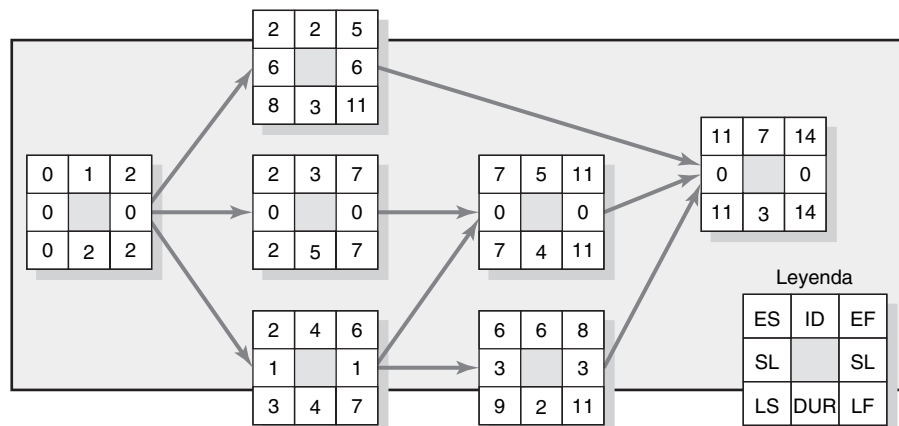 2 2 5
6 6
8 3 11
0 1 2
0 0
0 2 2
2 3 7
0 0
2 5 7
7 5 11
0 0
7 4 11
11 7 14
0 0
11 3 14
2 4 6
1 1
3 4 7
6 6 8
3 3
9 2 11
Leyenda
ES ID EF
SL SL
LS DUR LF